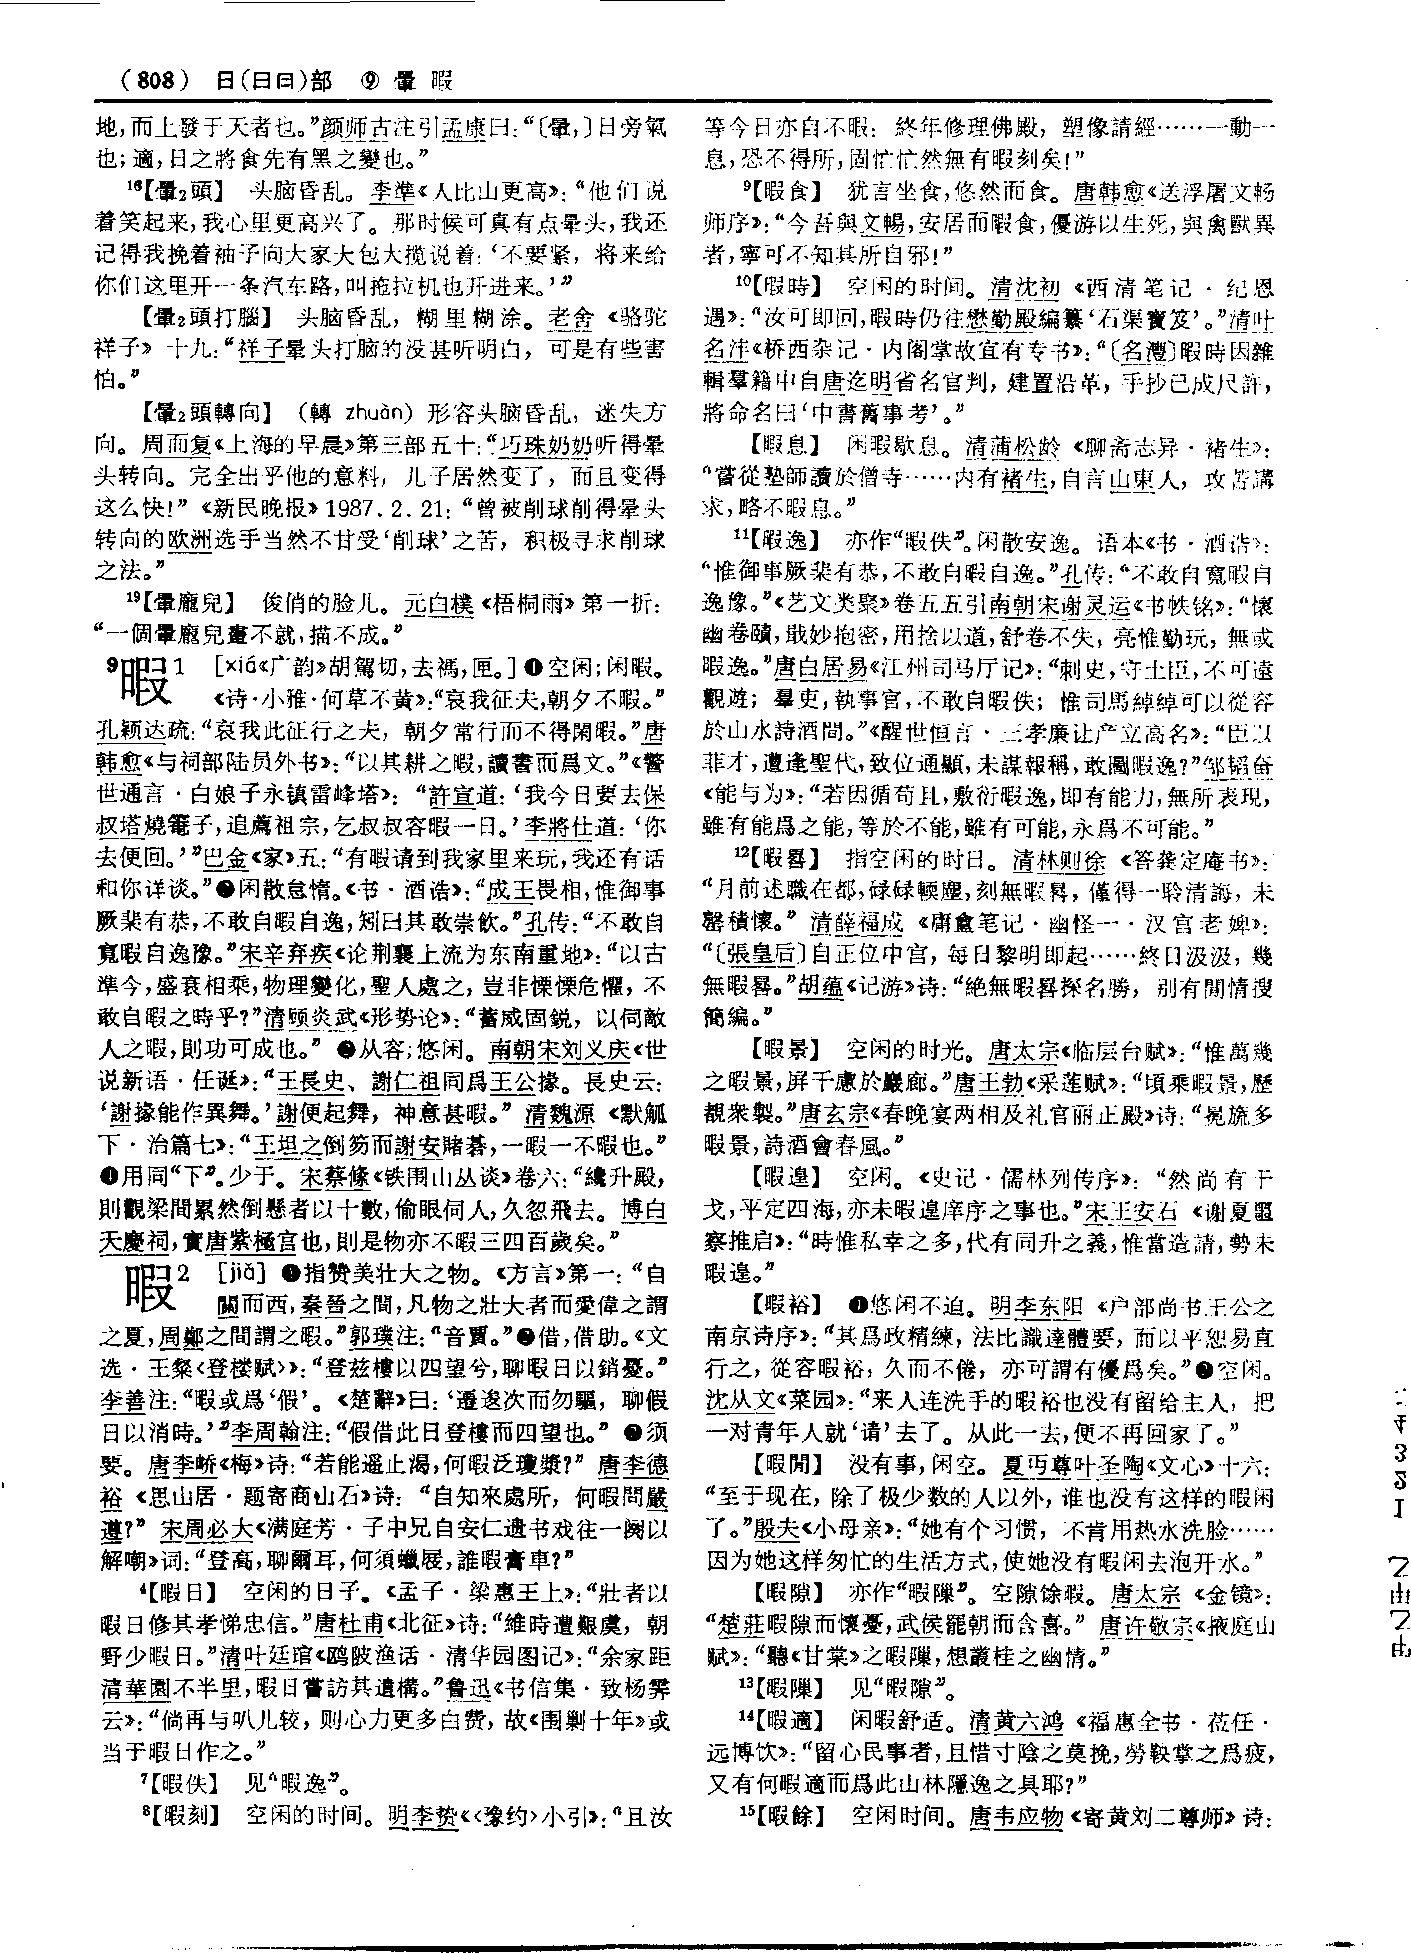 (808) 日(日曰)部 ⑨ 暈 暇
地,而上發于天者也。”颜师古注引孟康曰:“〔暈,〕日旁氣
也;適,日之將食先有黑之變也。”
16【暈₂頭】 头脑昏乱。李準《人比山更高》:“他们说
着笑起来,我心里更高兴了。那时候可真有点晕头,我还
记得我挽着袖子向大家大包大揽说着:‘不要紧,将来给
你们这里开一条汽车路,叫拖拉机也开进来。’”
【暈₂頭打腦】 头脑昏乱,糊里糊涂。老舍《骆驼
祥子》十九:“祥子晕头打脑的没甚听明白,可是有些害
怕。”
【暈₂頭轉向】 (轉 zhuàn) 形容头脑昏乱,迷失方
向。周而复《上海的早晨》第三部五十:“巧珠奶奶听得晕
头转向。完全出乎他的意料,儿子居然变了,而且变得
这么快!”《新民晚报》1987.2.21:“曾被削球削得晕头
转向的欧洲选手当然不甘受‘削球’之苦,积极寻求削球
之法。”
19【暈龐兒】 俊俏的脸儿。元白樸《梧桐雨》第一折:
“一個暈龐兒畫不就,描不成。”
9暇1 [xiá《广韵》胡駕切,去禡,匣。]❶空闲;闲暇。
《诗·小雅·何草不黄》:“哀我征夫,朝夕不暇。”
孔颖达疏:“哀我此征行之夫,朝夕常行而不得閑暇。”唐
韩愈《与祠部陆员外书》:“以其耕之暇,讀書而爲文。”《警
世通言·白娘子永镇雷峰塔》:“許宣道:‘我今日要去保
叔塔燒篭子,追薦祖宗,乞叔叔容暇一日。’李將仕道:‘你
去便回。’”巴金《家》五:“有暇请到我家里来玩,我还有话
和你详谈。”❷闲散怠惰。《书·酒诰》:“成王畏相,惟御事
厥棐有恭,不敢自暇自逸,矧曰其敢崇飲。”孔传:“不敢自
寬暇自逸豫。”宋辛弃疾《论荆襄上流为东南重地》:“以古
準今,盛衰相乘,物理變化,聖人處之,豈非慄慄危懼,不
敢自暇之時乎?”清顾炎武《形势论》:“蓄威固鋭,以伺敵
人之暇,則功可成也。”❸从容;悠闲。南朝宋刘义庆《世
说新语·任诞》:“王長史、謝仁祖同爲王公掾。長史云:
‘謝掾能作異舞。’謝便起舞,神意甚暇。”清魏源《默觚
下·治篇七》:“王坦之倒笏而謝安賭碁,一暇一不暇也。”
❹用同“下”。少于。宋蔡絛《铁围山丛谈》卷六:“纔升殿,
則觀梁間累然倒懸者以十數,偷眼伺人,久忽飛去。博白
天慶祠,實唐紫極宫也,則是物亦不暇三四百歲矣。”
暇2 [jiǎ] ❶指赞美壮大之物。《方言》第一:“自
關而西,秦晉之間,凡物之壯大者而愛偉之謂
之夏,周鄭之間謂之暇。”郭璞注:“音賈。”❷借,借助。《文
选·王粲〈登楼赋〉》:“登兹樓以四望兮,聊暇日以銷憂。”
李善注:“暇或爲‘假’。《楚辭》曰:‘遷逡次而勿驅,聊假
日以消時。’”李周翰注:“假借此日登樓而四望也。”❸须
要。唐李峤《梅》诗:“若能遥止渴,何暇泛瓊漿?”唐李德
裕《思山居·题寄商山石》诗:“自知來處所,何暇問嚴
遵?”宋周必大《满庭芳·子中兄自安仁遗书戏往一阕以
解嘲》词:“登高,聊爾耳,何須蠟屐,誰暇膏車?”
4【暇日】 空闲的日子。《孟子·梁惠王上》:“壯者以
暇日修其孝悌忠信。”唐杜甫《北征》诗:“維時遭艱虞,朝
野少暇日。”清叶廷琯《鸥陂渔话·清华园图记》:“余家距
清華園不半里,暇日嘗訪其遺構。”鲁迅《书信集·致杨霁
云》:“倘再与叭儿较,则心力更多白费,故《围剿十年》或
当于暇日作之。”
7【暇佚】 见“暇逸”。
8【暇刻】 空闲的时间。明李贽《〈豫约〉小引》:“且汝
等今日亦自不暇:終年修理佛殿,塑像請經……一動一
息,恐不得所,固忙忙然無有暇刻矣!”
9【暇食】 犹言坐食,悠然而食。唐韩愈《送浮屠文畅
师序》:“今吾與文暢,安居而暇食,優游以生死,與禽獸異
者,寧可不知其所自邪!”
10【暇時】 空闲的时间。清沈初《西清笔记·纪恩
遇》:“汝可即回,暇時仍往懋勤殿編纂‘石渠寶笈’。”清叶
名沣《桥西杂记·内阁掌故宜有专书》:“〔名灃〕暇時因雜
輯羣籍中自唐迄明省名官判,建置沿革,手抄已成尺許,
將命名曰‘中書舊事考’。”
【暇息】 闲暇歇息。清蒲松龄《聊斋志异·褚生》:
“嘗從塾師讀於僧寺……内有褚生,自言山東人,攻苦講
求,略不暇息。”
11【暇逸】 亦作“暇佚”。闲散安逸。语本《书·酒诰》:
“惟御事厥棐有恭,不敢自暇自逸。”孔传:“不敢自寬暇自
逸豫。”《艺文类聚》卷五五引南朝宋谢灵运《书帙铭》:“懷
幽卷賾,戢妙抱密,用捨以道,舒卷不失,亮惟勤玩,無或
暇逸。”唐白居易《江州司马厅记》:“刺史,守土臣,不可遠
觀遊;羣吏,執事官,不敢自暇佚;惟司馬綽綽可以從容
於山水詩酒間。”《醒世恒言·三孝廉让产立高名》:“臣以
菲才,遭逢聖代,致位通顯,未謀報稱,敢圖暇逸?”邹韬奋
《能与为》:“若因循苟且,敷衍暇逸,即有能力,無所表現,
雖有能爲之能,等於不能,雖有可能,永爲不可能。”
12【暇晷】 指空闲的时日。清林则徐《答龚定庵书》:
“月前述職在都,碌碌輭塵,刻無暇晷,僅得一聆清誨,未
罄積懷。”清薛福成《庸盦笔记·幽怪一·汉宫老婢》:
“〔張皇后〕自正位中宫,每日黎明即起……終日汲汲,幾
無暇晷。”胡蕴《记游》诗:“絶無暇晷探名勝,别有閒情搜
簡編。”
【暇景】 空闲的时光。唐太宗《临层台赋》:“惟萬幾
之暇景,屏千慮於巖廊。”唐王勃《采莲赋》:“頃乘暇景,歷
覩衆製。”唐玄宗《春晚宴两相及礼官丽正殿》诗:“冕旒多
暇景,詩酒會春風。”
【暇遑】 空闲。《史记·儒林列传序》:“然尚有干
戈,平定四海,亦未暇遑庠序之事也。”宋王安石《谢夏噩
察推启》:“時惟私幸之多,代有同升之義,惟當造請,勢未
暇遑。”
【暇裕】 ❶悠闲不迫。明李东阳《户部尚书王公之
南京诗序》:“其爲政精練,法比識達體要,而以平恕易直
行之,從容暇裕,久而不倦,亦可謂有優爲矣。”❷空闲。
沈从文《菜园》:“来人连洗手的暇裕也没有留给主人,把
一对青年人就‘请’去了。从此一去,便不再回家了。”
【暇閒】 没有事,闲空。夏丏尊叶圣陶《文心》十六:
“至于现在,除了极少数的人以外,谁也没有这样的暇闲
了。”殷夫《小母亲》:“她有个习惯,不肯用热水洗脸……
因为她这样匆忙的生活方式,使她没有暇闲去泡开水。”
【暇隙】 亦作“暇隟”。空隙馀暇。唐太宗《金镜》:
“楚莊暇隙而懷憂,武侯罷朝而含喜。”唐许敬宗《掖庭山
赋》:“聽《甘棠》之暇隟,想叢桂之幽情。”
13【暇隟】 见“暇隙”。
14【暇適】 闲暇舒适。清黄六鸿《福惠全书·莅任·
远博饮》:“留心民事者,且惜寸陰之莫挽,勞鞅掌之爲疲,
又有何暇適而爲此山林隱逸之具耶?”
15【暇餘】 空闲时间。唐韦应物《寄黄刘二尊师》诗: